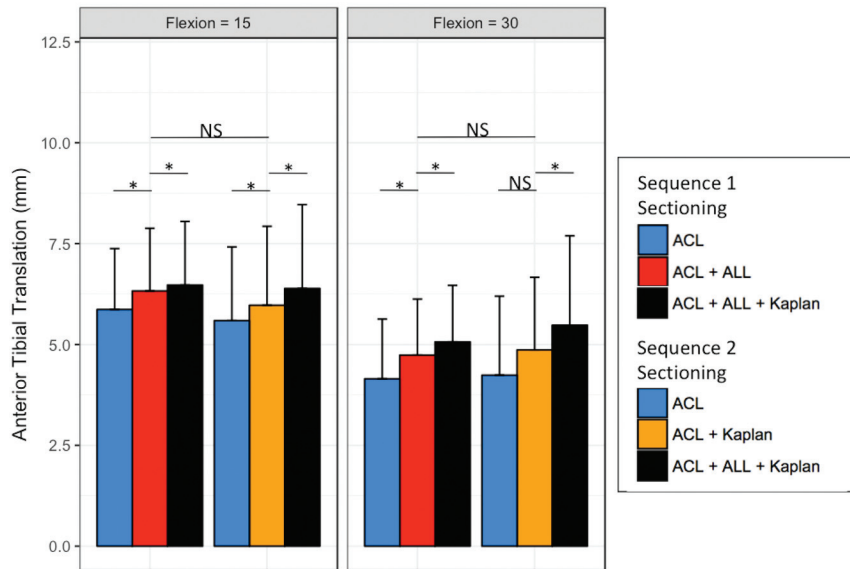 Flexion = 15
Flexion = 30
Anterior Tibial Translation (mm)
12.5
10.0
7.5
5.0
2.5
0.0
NS
*
*
*
*
NS
*
*
NS
*
Sequence 1
Sectioning
ACL
ACL + ALL
ACL + ALL + Kaplan
Sequence 2
Sectioning
ACL
ACL + Kaplan
ACL + ALL + Kaplan